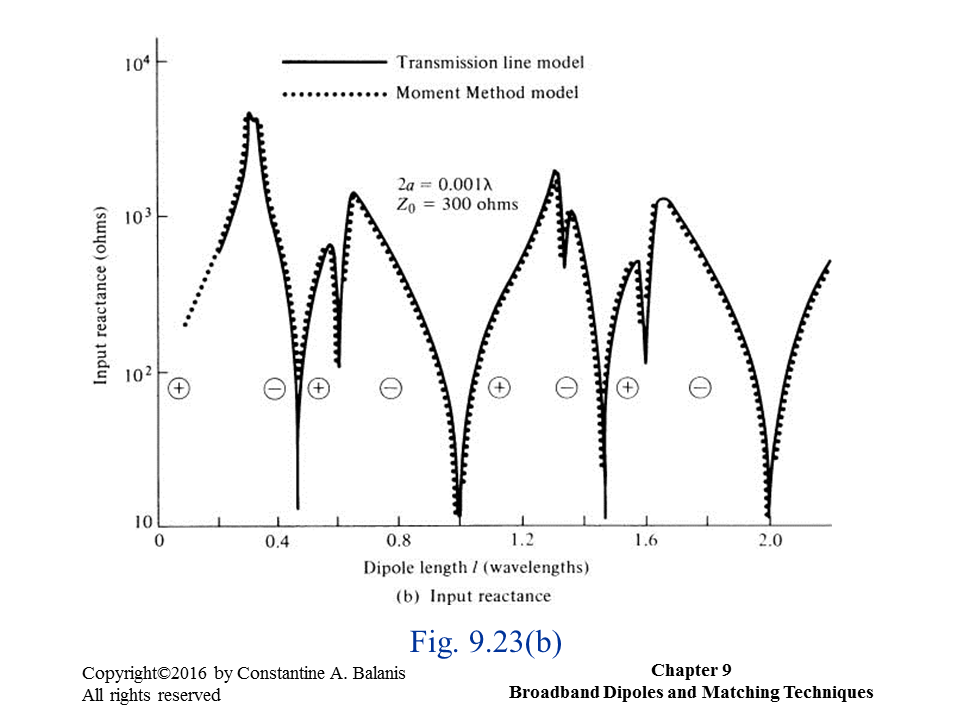 10⁴
Transmission line model
Moment Method model
2a = 0.001λ
Z₀ = 300 ohms
10³
Input reactance (ohms)
10²
+ − + − + − + −
10
0 0.4 0.8 1.2 1.6 2.0
Dipole length l (wavelengths)
(b) Input reactance
Fig. 9.23(b)
Copyright©2016 by Constantine A. Balanis
All rights reserved
Chapter 9
Broadband Dipoles and Matching Techniques